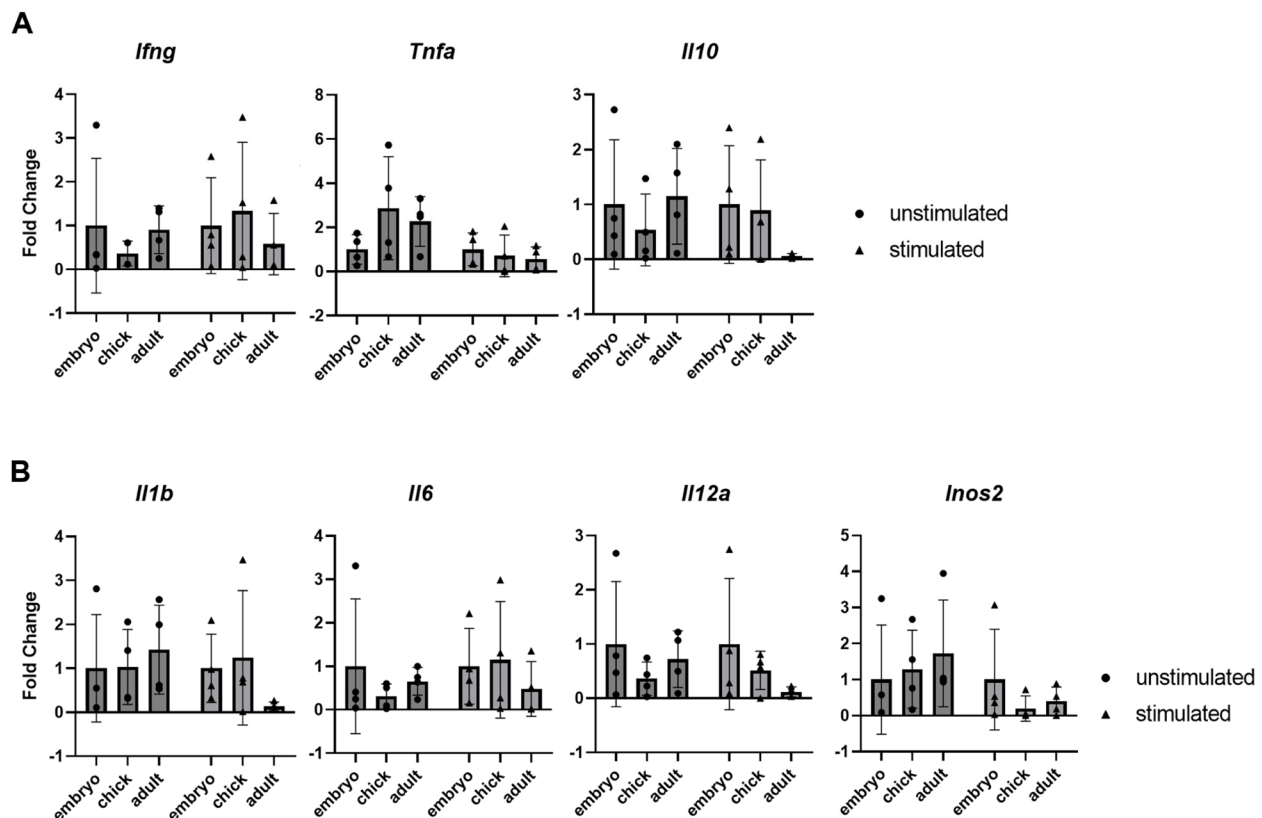 A
Ifng
Tnfa
Il10
Fold Change
4
3
2
1
0
-1
8
6
4
2
0
-2
3
2
1
0
-1
embryo
chick
adult
embryo
chick
adult
embryo
chick
adult
embryo
chick
adult
embryo
chick
adult
embryo
chick
adult
unstimulated
stimulated
B
Il1b
Il6
Il12a
Inos2
Fold Change
4
3
2
1
0
-1
4
3
2
1
0
-1
3
2
1
0
-1
5
4
3
2
1
0
-1
embryo
chick
adult
embryo
chick
adult
embryo
chick
adult
embryo
chick
adult
embryo
chick
adult
embryo
chick
adult
embryo
chick
adult
embryo
chick
adult
unstimulated
stimulated